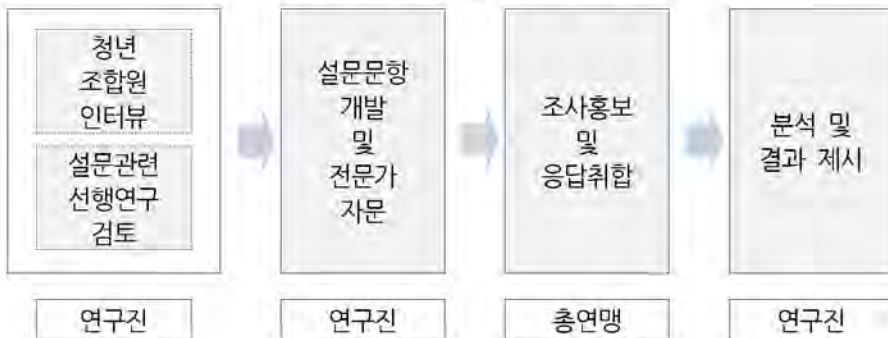 청년
조합원
인터뷰
설문관련
선행연구
검토
설문문항
개발
및
전문가
자문
조사홍보
및
응답취합
분석 및
결과 제시
연구진
연구진
총연맹
연구진